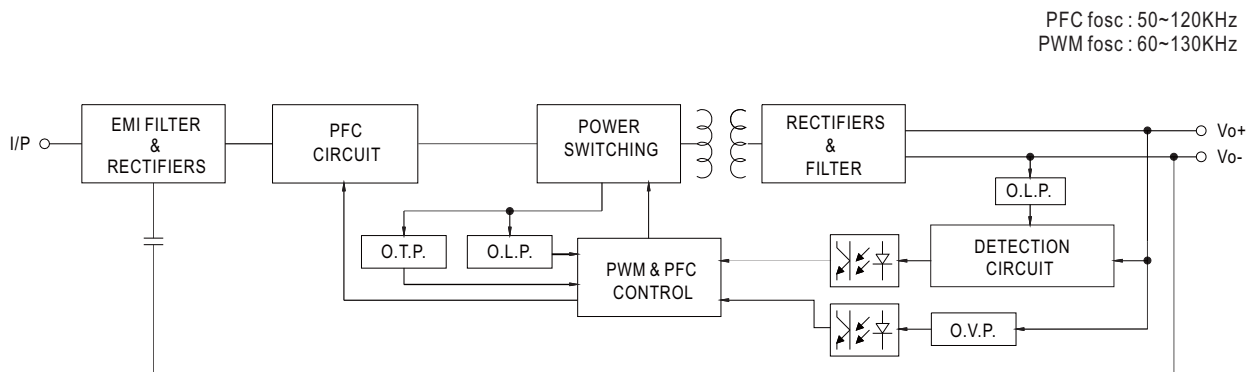 PFC fosc : 50~120KHz
PWM fosc : 60~130KHz
I/P
EMI FILTER
&
RECTIFIERS
PFC
CIRCUIT
POWER
SWITCHING
RECTIFIERS
&
FILTER
Vo+
Vo-
O.L.P.
O.T.P.
O.L.P.
PWM & PFC
CONTROL
DETECTION
CIRCUIT
O.V.P.